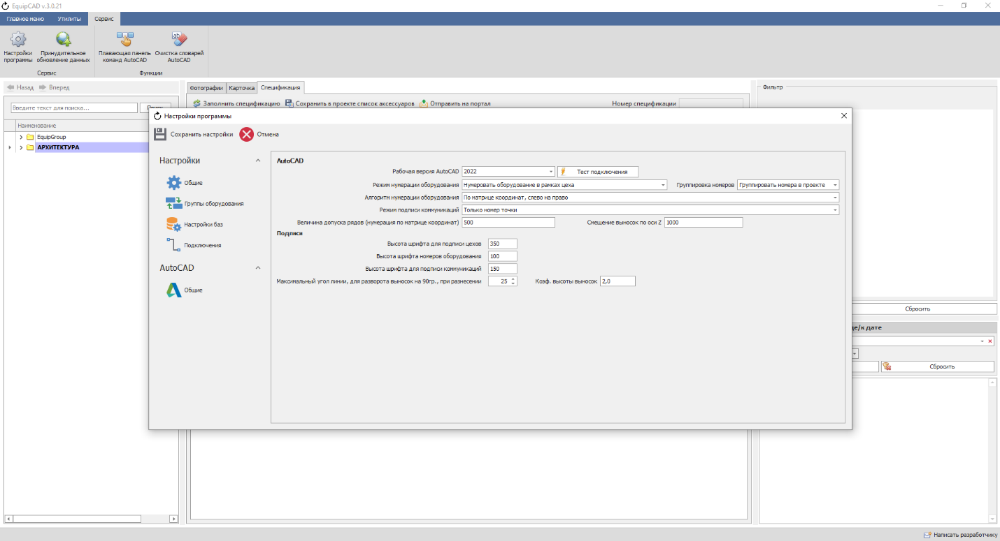 EquipCAD v.3.0.21
Главное меню Утилиты Сервис
Настройки программы
Принудительное обновление данных
Плавающая панель команд AutoCAD
Очистка словарей AutoCAD
Сервис Функции
Назад Вперед
Фотографии Карточка Спецификация
Фильтр
Введите текст для поиска...
Заполнить спецификацию Сохранить в проекте список аксессуаров Отправить на портал Номер спецификации
Наименование
EquipGroup
АРХИТЕКТУРА
Настройки программы
Сохранить настройки Отмена
Настройки
Общие
Группы оборудования
Настройки баз
Подключения
AutoCAD
Общие
AutoCAD
Рабочая версия AutoCAD 2022 Тест подключения
Режим нумерации оборудования Нумеровать оборудование в рамках цеха Группировка номеров Группировать номера в проекте
Алгоритм нумерации оборудования По матрице координат, слево на право
Режим подписи коммуникаций Только номер точки
Величина допуска рядов (нумерация по матрице координат) 500 Смещение выносок по оси Z 1000
Подписи
Высота шрифта для подписи цехов 350
Высота шрифта номеров оборудования 100
Высота шрифта для подписи коммуникаций 150
Максимальный угол линии, для разворота выносок на 90гр., при разнесении 25 Коэф. высоты выносок 2,0
Сбросить
де/к дате
Сбросить
Написать разработчику